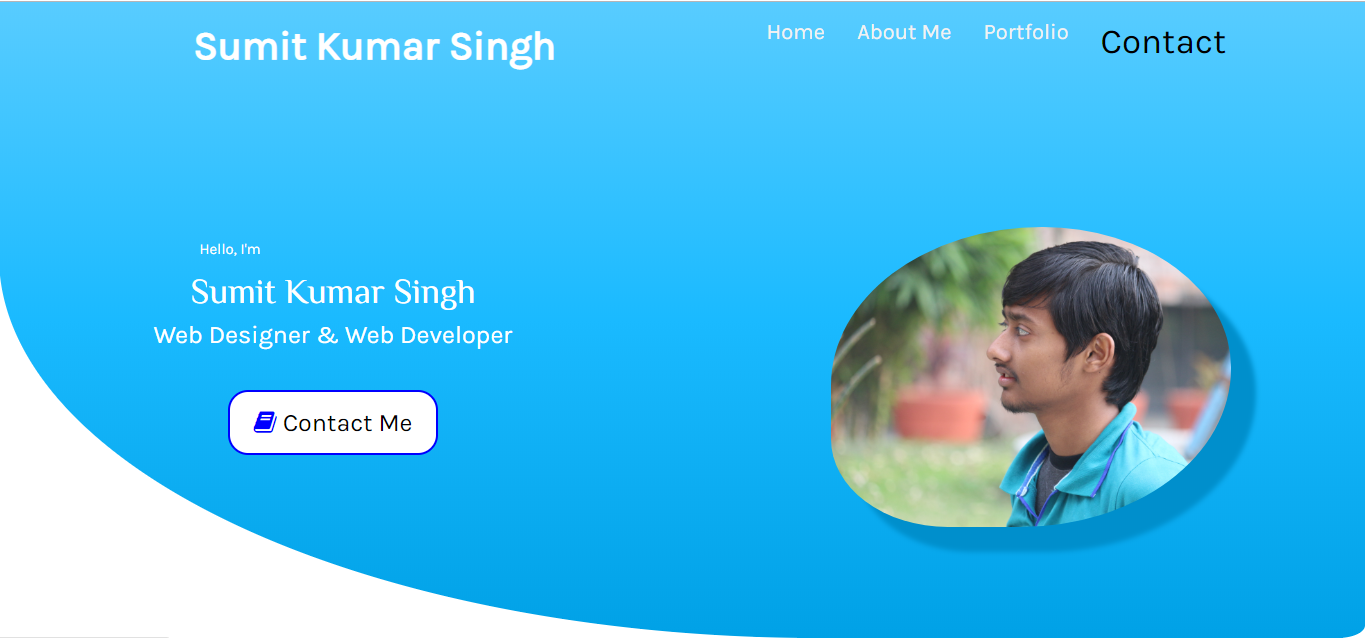 Sumit Kumar Singh
Home About Me Portfolio Contact
Hello, I'm
Sumit Kumar Singh
Web Designer & Web Developer
Contact Me